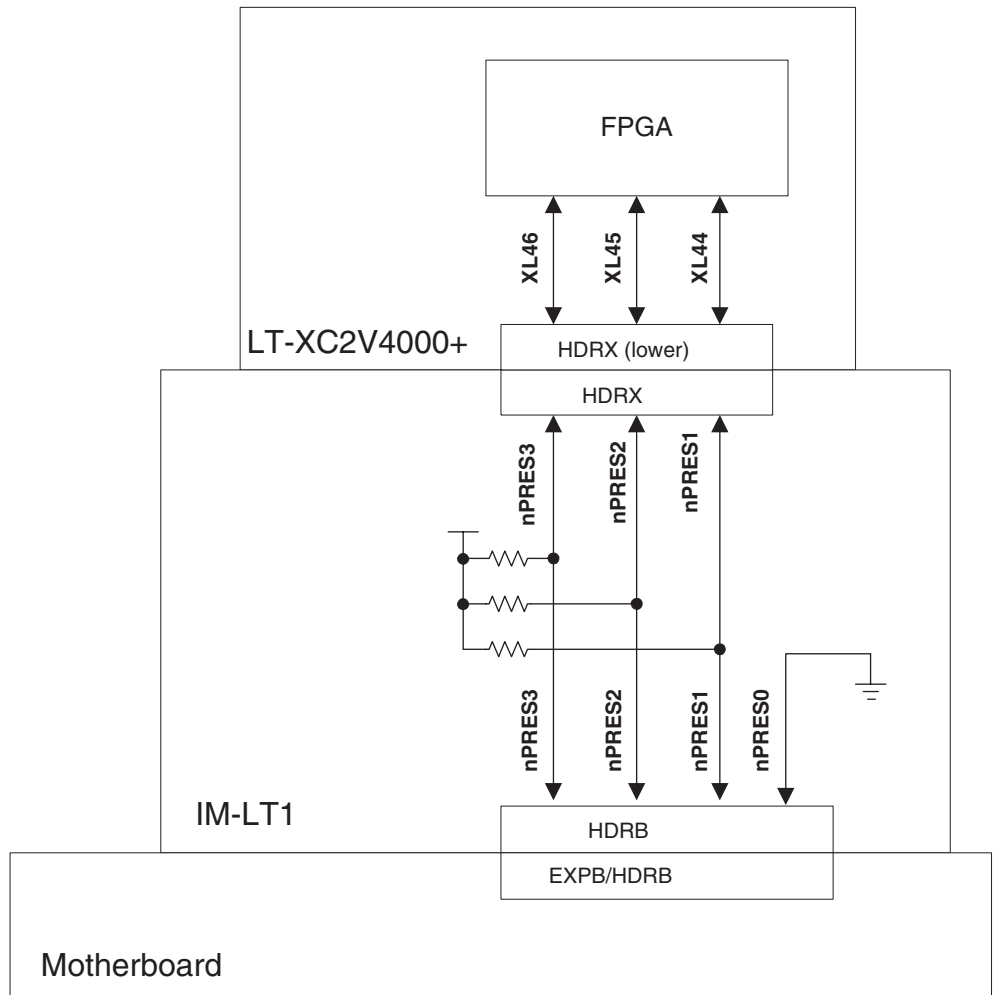 FPGA
XL46
XL45
XL44
LT-XC2V4000+
HDRX (lower)
HDRX
nPRES3
nPRES2
nPRES1
nPRES3
nPRES2
nPRES1
nPRES0
IM-LT1
HDRB
EXPB/HDRB
Motherboard